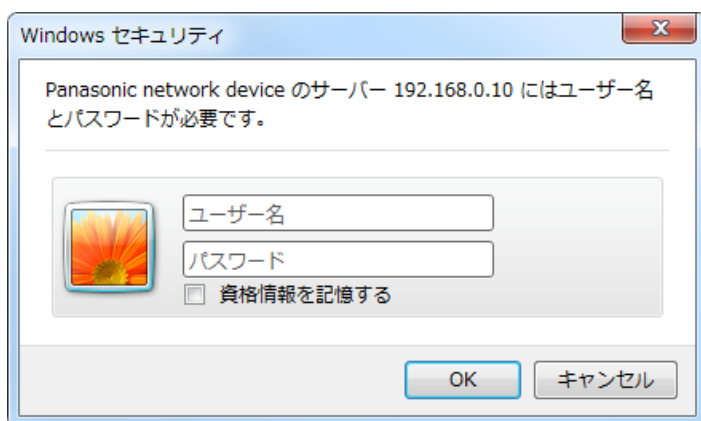 Windows セキュリティ
Panasonic network device のサーバー 192.168.0.10 にはユーザー名
とパスワードが必要です。
ユーザー名
パスワード
資格情報を記憶する
OK キャンセル